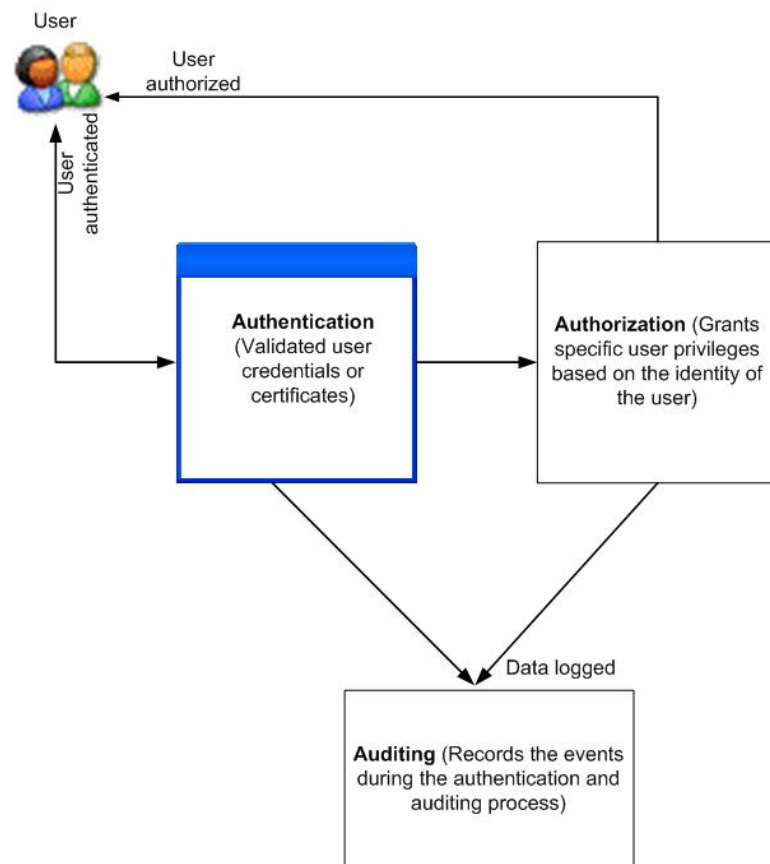 User
User
authorized
User
authenticated
Authentication
(Validated user
credentials or
certificates)
Authorization (Grants
specific user privileges
based on the identity of
the user)
Data logged
Auditing (Records the events
during the authentication and
auditing process)